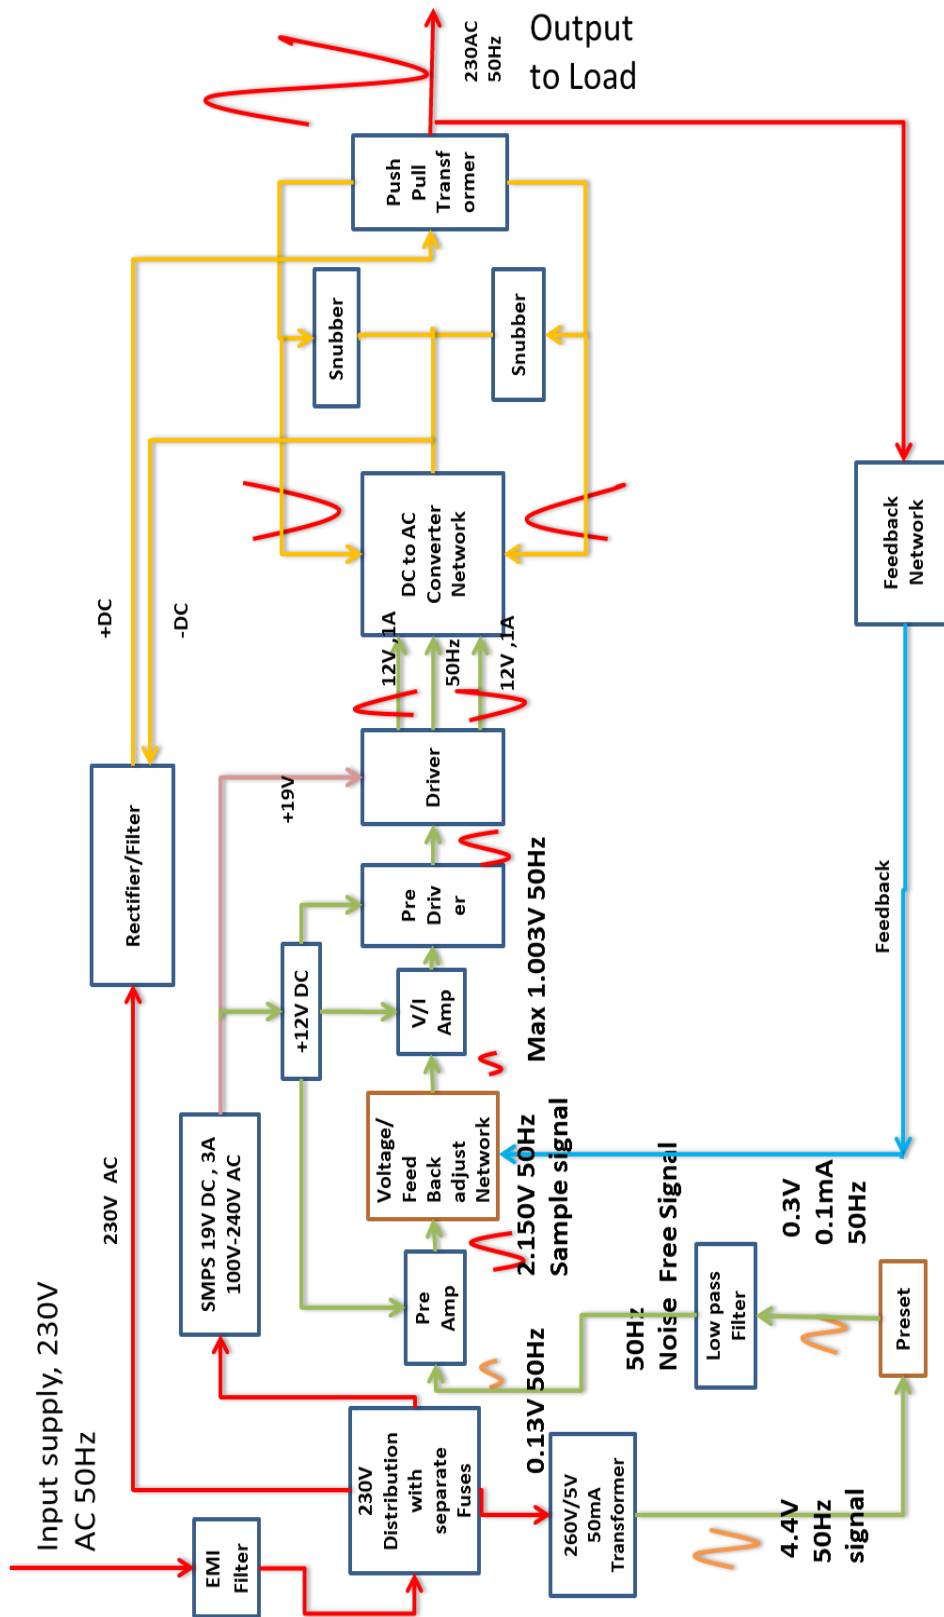 Input supply, 230V
AC 50Hz
EMI
Filter
230V
Distribution
with
separate
Fuses
230V AC
SMPS 19V DC , 3A
100V-240V AC
260V/5V
50mA
Transformer
4.4V
50Hz
signal
Preset
0.3V
0.1mA
50Hz
Low pass
Filter
50Hz
Noise Free Signal
0.13V 50Hz
Pre
Amp
2.150V 50Hz
Sample signal
Voltage/
Feed
Back
adjust
Network
V/I
Amp
+12V DC
Max 1.003V 50Hz
Pre
Driv
er
+19V
Driver
Rectifier/Filter
+DC
-DC
12V ,1A
50Hz
12V ,1A
DC to AC
Converter
Network
Snubber
Snubber
Push
Pull
Transf
ormer
230AC
50Hz
Output
to Load
Feedback
Network
Feedback